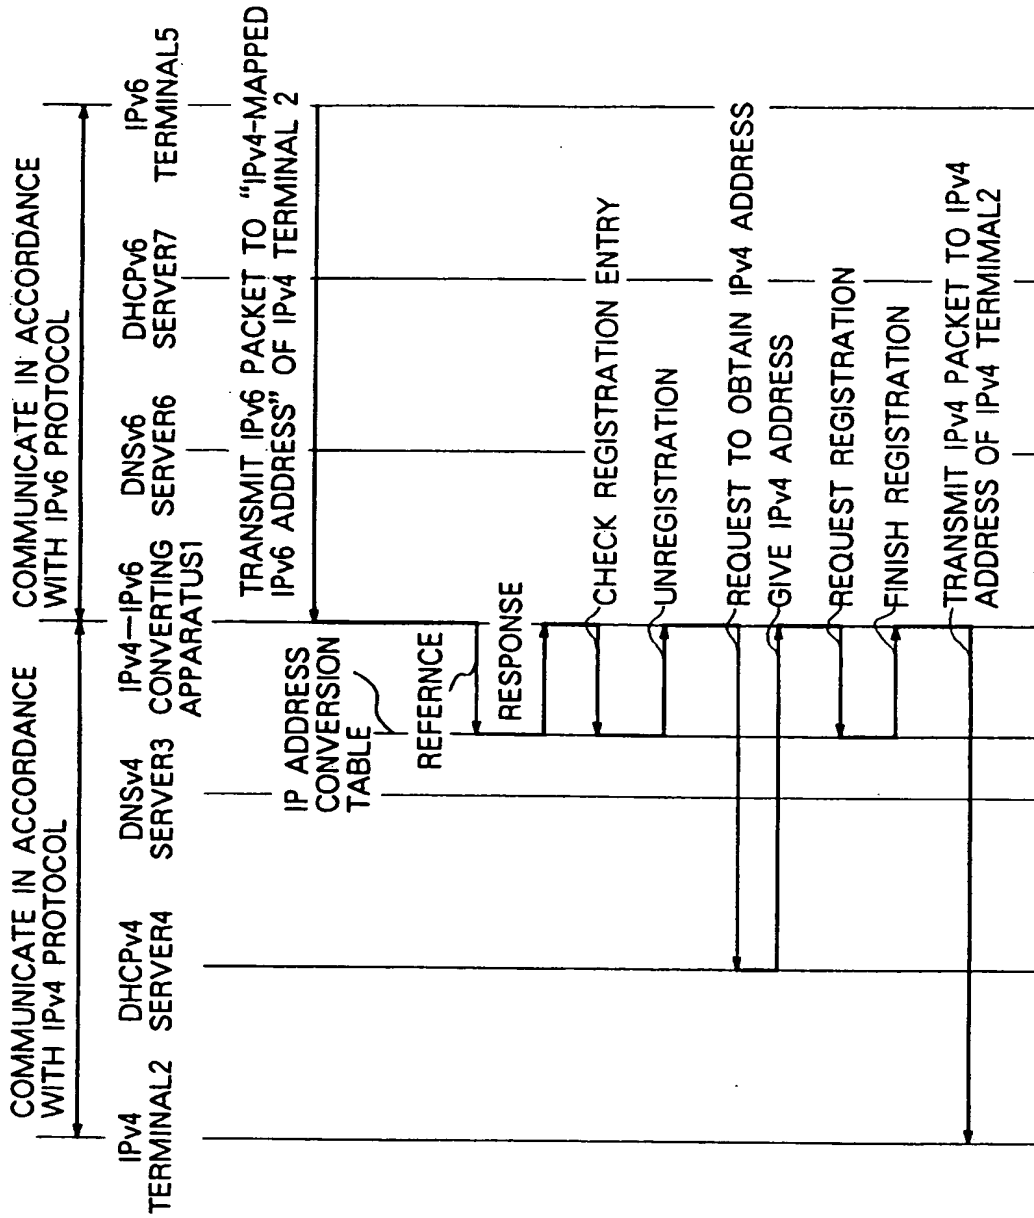 COMMUNICATE IN ACCORDANCE
WITH IPv4 PROTOCOL
COMMUNICATE IN ACCORDANCE
WITH IPv6 PROTOCOL
IPv4
TERMINAL2
DHCPv4
SERVER4
DNSv4
SERVER3
IPv4—IPv6
CONVERTING
APPARATUS1
DNSv6
SERVER6
DHCPv6
SERVER7
IPv6
TERMINAL5
TRANSMIT IPv6 PACKET TO "IPv4-MAPPED
IPv6 ADDRESS" OF IPv4 TERMINAL 2
IP ADDRESS
CONVERSION
TABLE
REFERNCE
RESPONSE
CHECK REGISTRATION ENTRY
UNREGISTRATION
REQUEST TO OBTAIN IPv4 ADDRESS
GIVE IPv4 ADDRESS
REQUEST REGISTRATION
FINISH REGISTRATION
TRANSMIT IPv4 PACKET TO IPv4
ADDRESS OF IPv4 TERMIMAL2